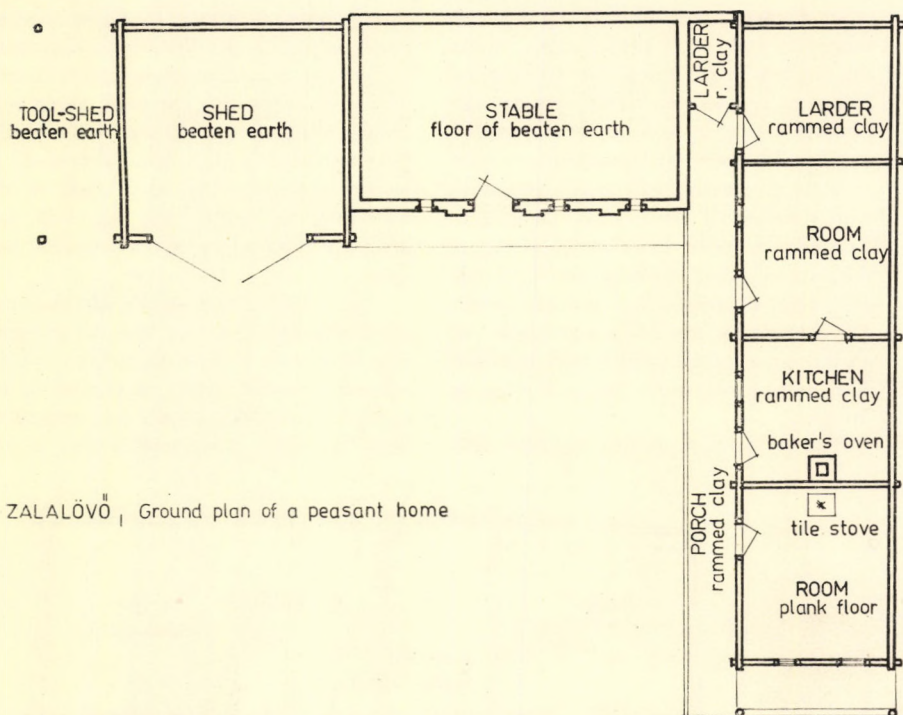 TOOL-SHED
beaten earth
SHED
beaten earth
STABLE
floor of beaten earth
LARDER
r. clay
LARDER
rammed clay
ROOM
rammed clay
KITCHEN
rammed clay
baker's oven
PORCH
rammed clay
tile stove
ROOM
plank floor
ZALALÖVŐ, Ground plan of a peasant home